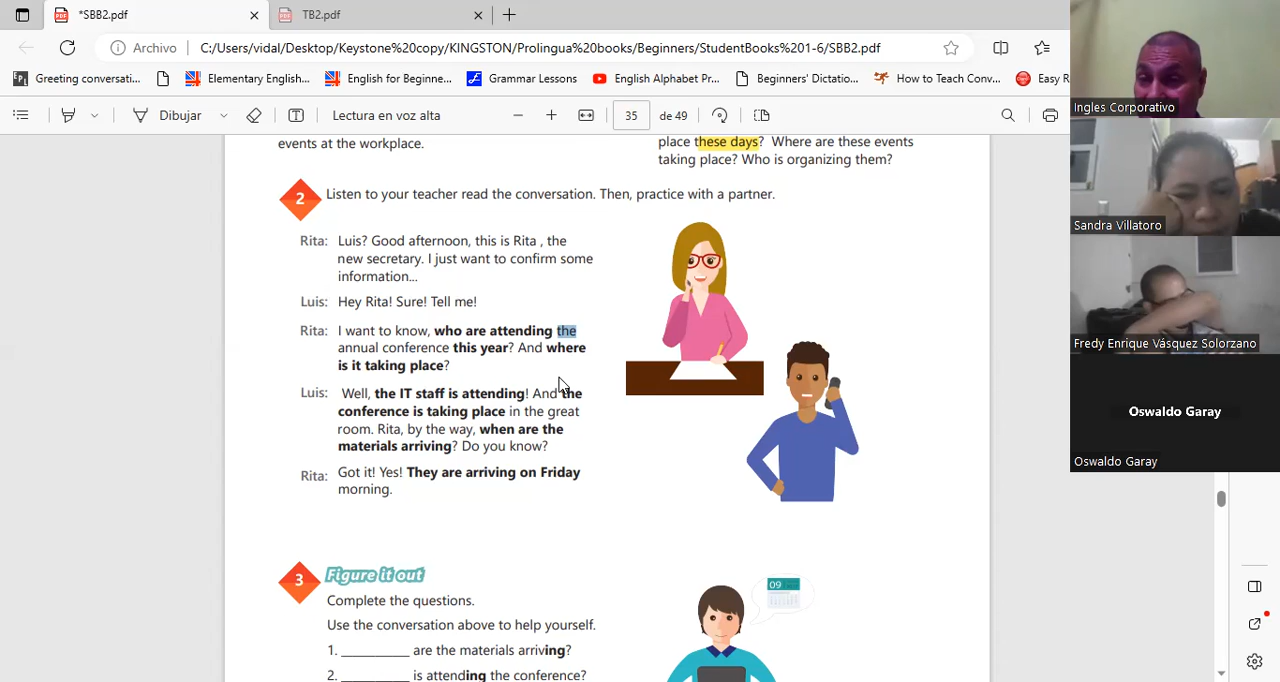 *SBB2.pdf
TB2.pdf
Archivo
C:/Users/vidal/Desktop/Keystone%20copy/KINGSTON/Prolingua%20books/Beginners/StudentBooks%201-6/SBB2.pdf
Greeting conversati...
Elementary English...
English for Beginne...
Grammar Lessons
English Alphabet Pr...
Beginners' Dictatio...
How to Teach Conv...
Easy R
Dibujar
Lectura en voz alta
35
de 49
events at the workplace.
place these days? Where are these events
taking place? Who is organizing them?
2
Listen to your teacher read the conversation. Then, practice with a partner.
Rita: Luis? Good afternoon, this is Rita , the
new secretary. I just want to confirm some
information...
Luis: Hey Rita! Sure! Tell me!
Rita: I want to know, who are attending the
annual conference this year? And where
is it taking place?
Luis: Well, the IT staff is attending! And the
conference is taking place in the great
room. Rita, by the way, when are the
materials arriving? Do you know?
Rita: Got it! Yes! They are arriving on Friday
morning.
3
Figure it out
09
Complete the questions.
Use the conversation above to help yourself.
1. __________ are the materials arriving?
2. __________ is attending the conference?
Ingles Corporativo
Sandra Villatoro
Fredy Enrique Vásquez Solorzano
Oswaldo Garay
Oswaldo Garay